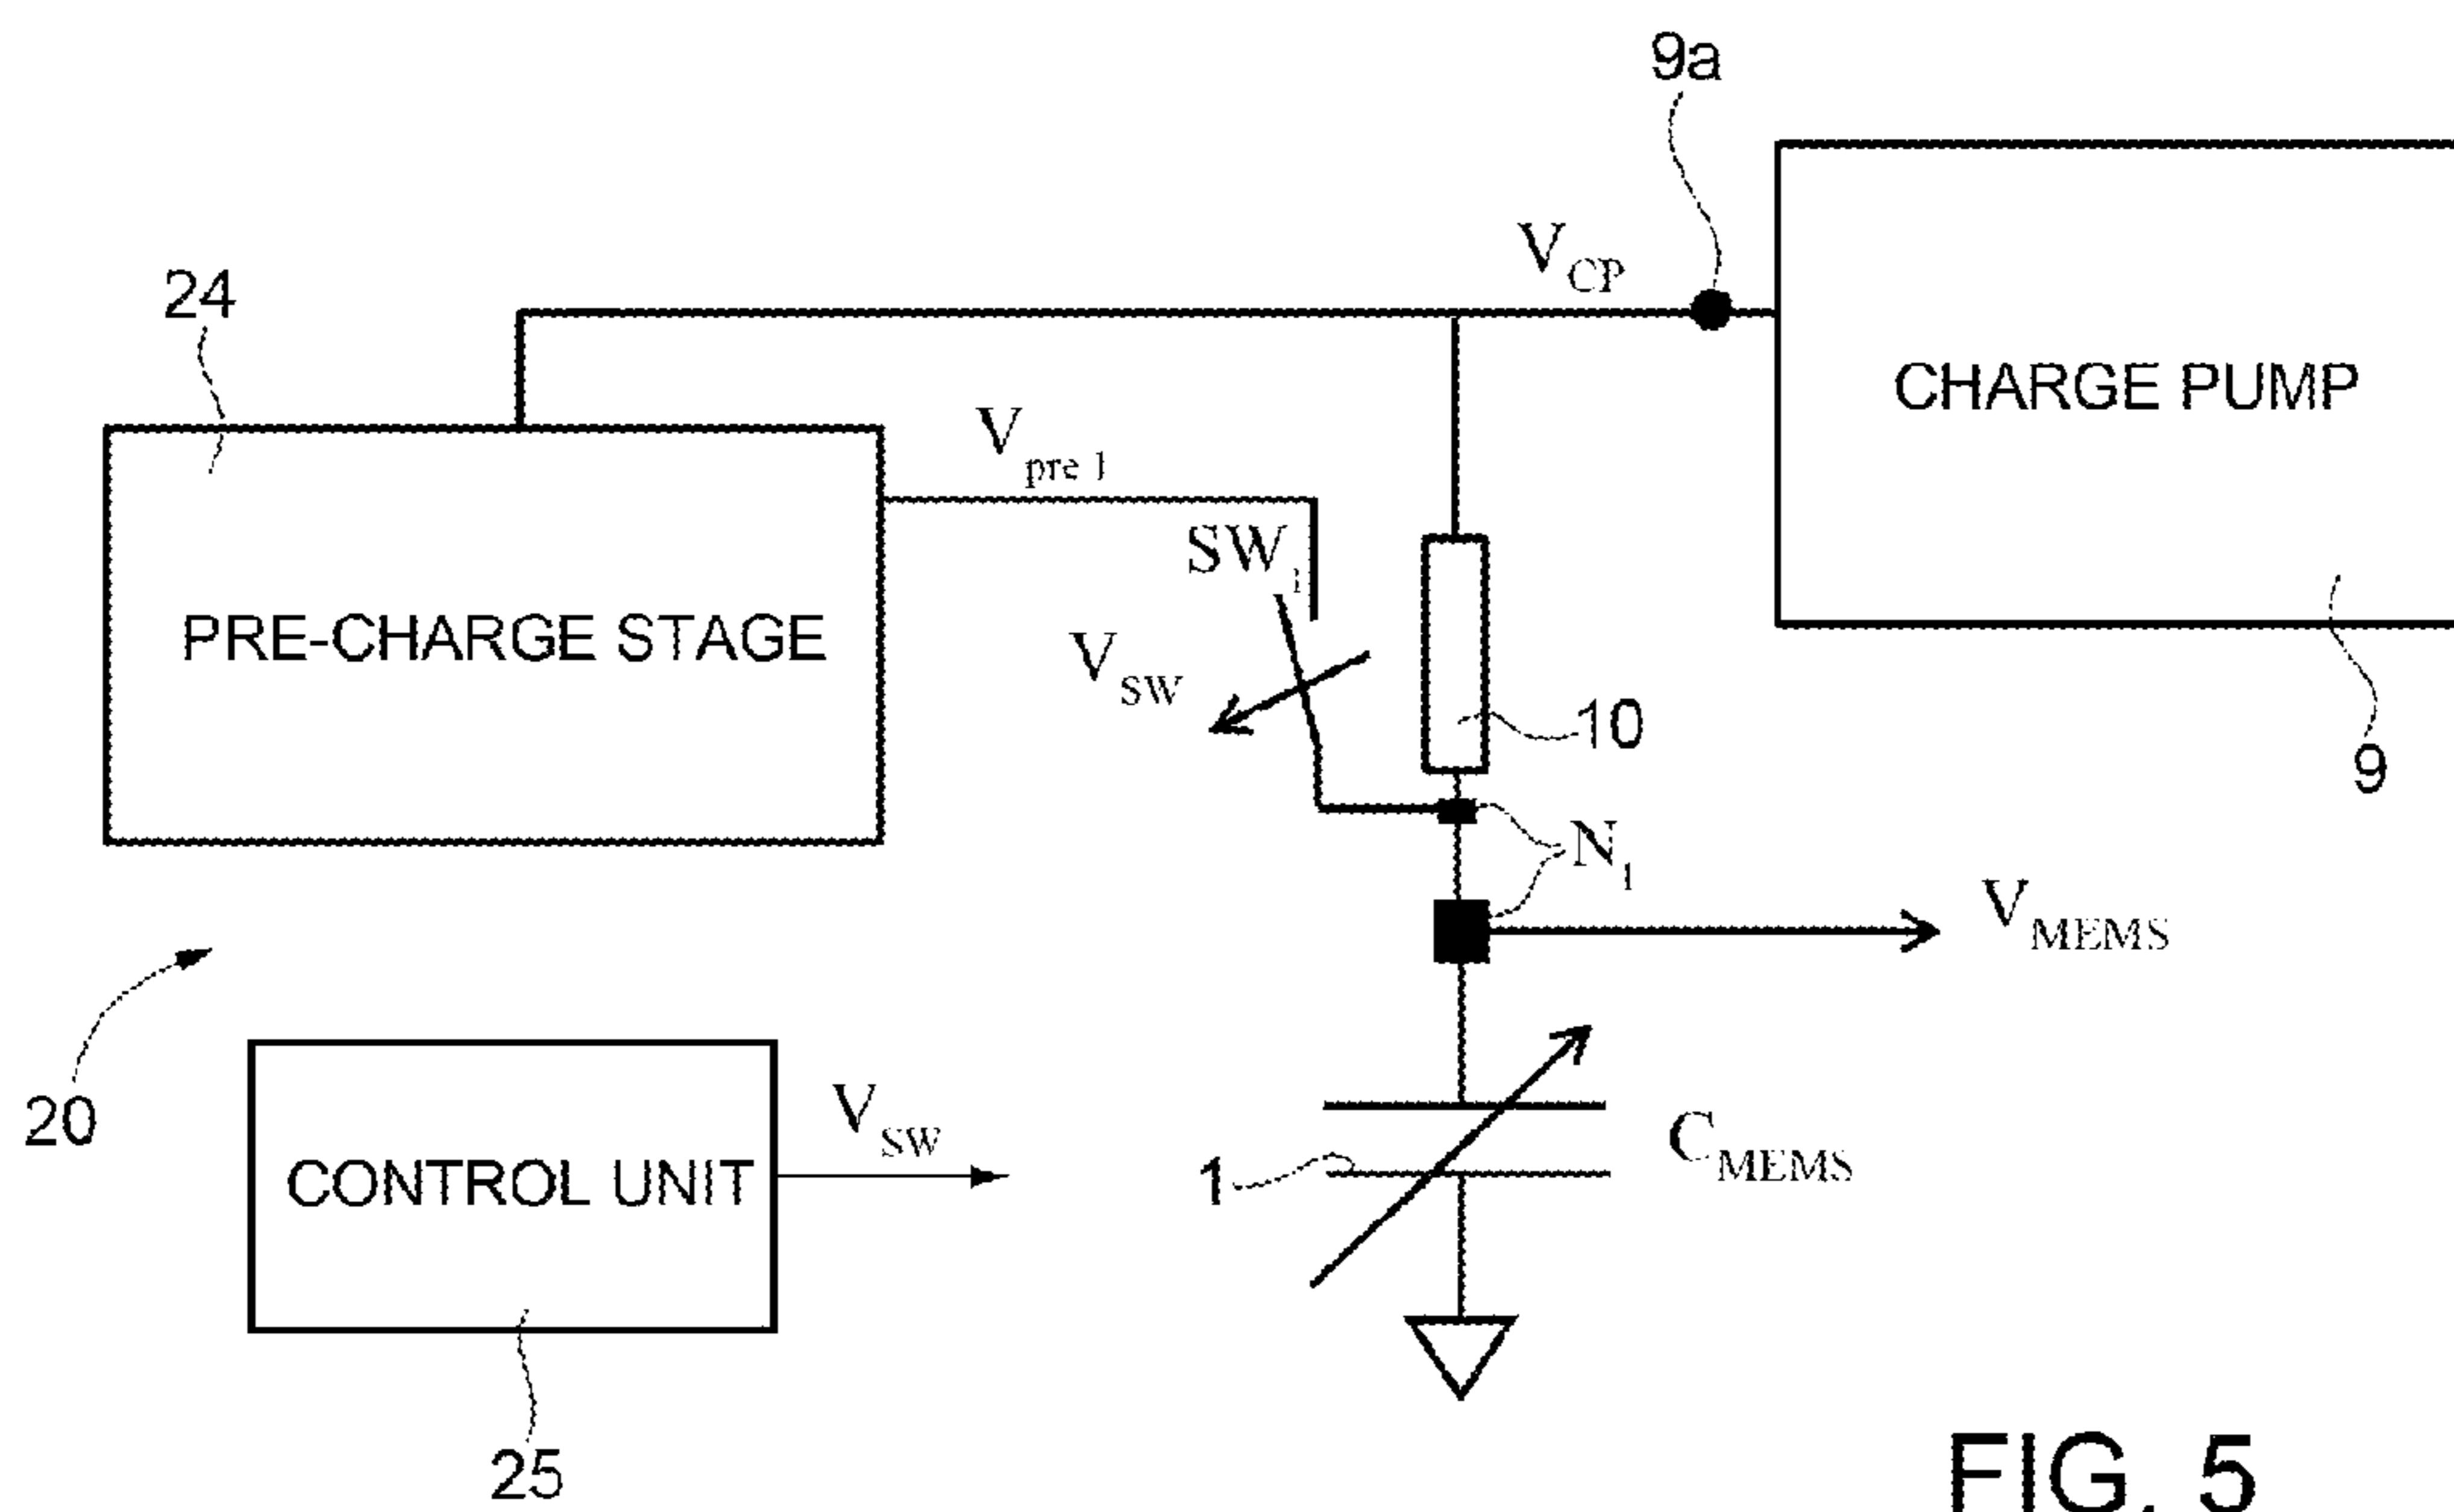 9a
V_CP
24
CHARGE PUMP
V_pre 1
SW_1
PRE-CHARGE STAGE
V_SW
10
9
N_1
V_MEMS
20
V_SW
C_MEMS
1
CONTROL UNIT
25
FIG. 5